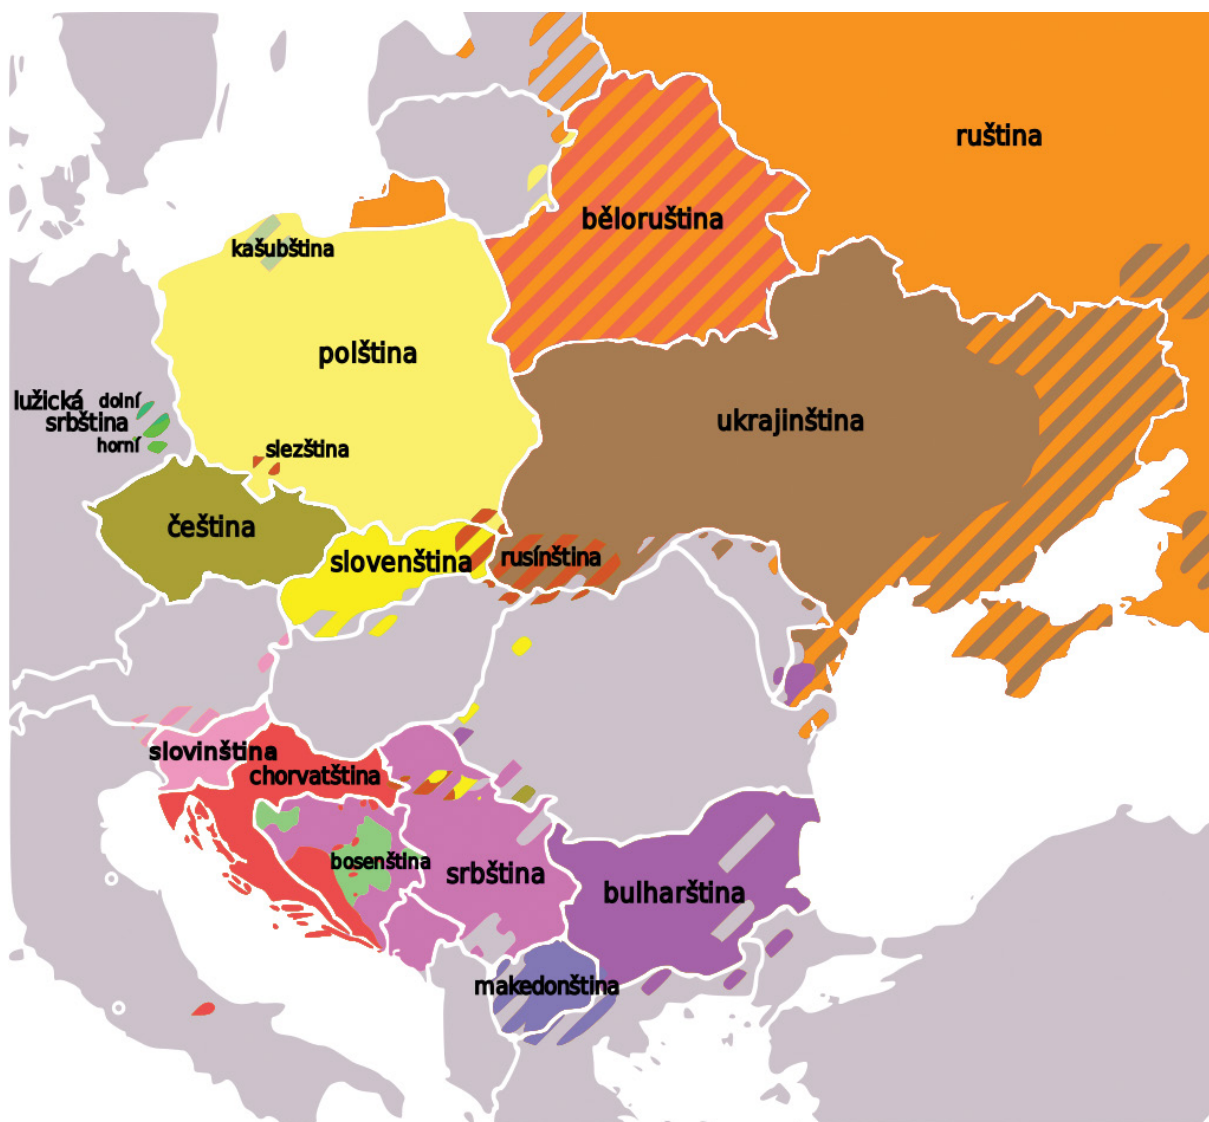 ruština
běloruština
kašubština
polština
ukrajinština
lužická
srbština
dolní
horní
slezština
čeština
slovenština
rusínština
slovinština
chorvatština
bosenština
srbština
bulharština
makedonština